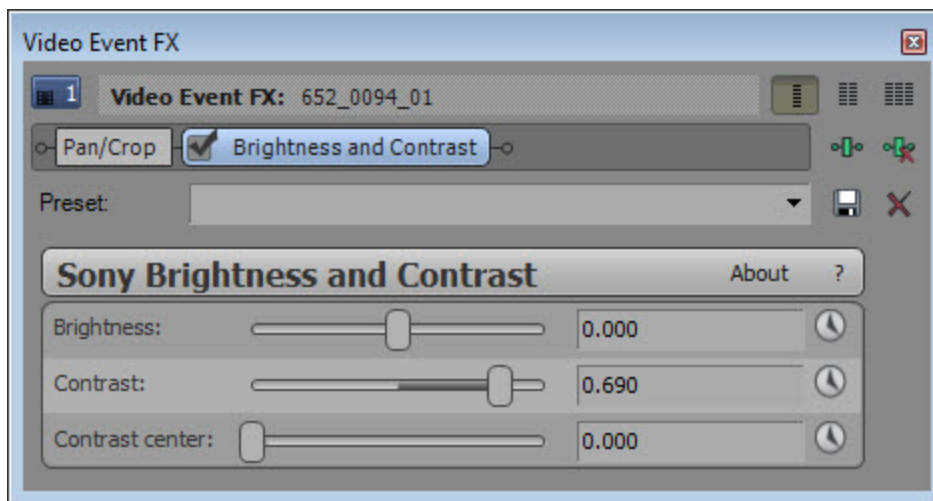 Video Event FX
1 Video Event FX: 652_0094_01
Pan/Crop Brightness and Contrast
Preset:
Sony Brightness and Contrast About ?
Brightness: 0.000
Contrast: 0.690
Contrast center: 0.000